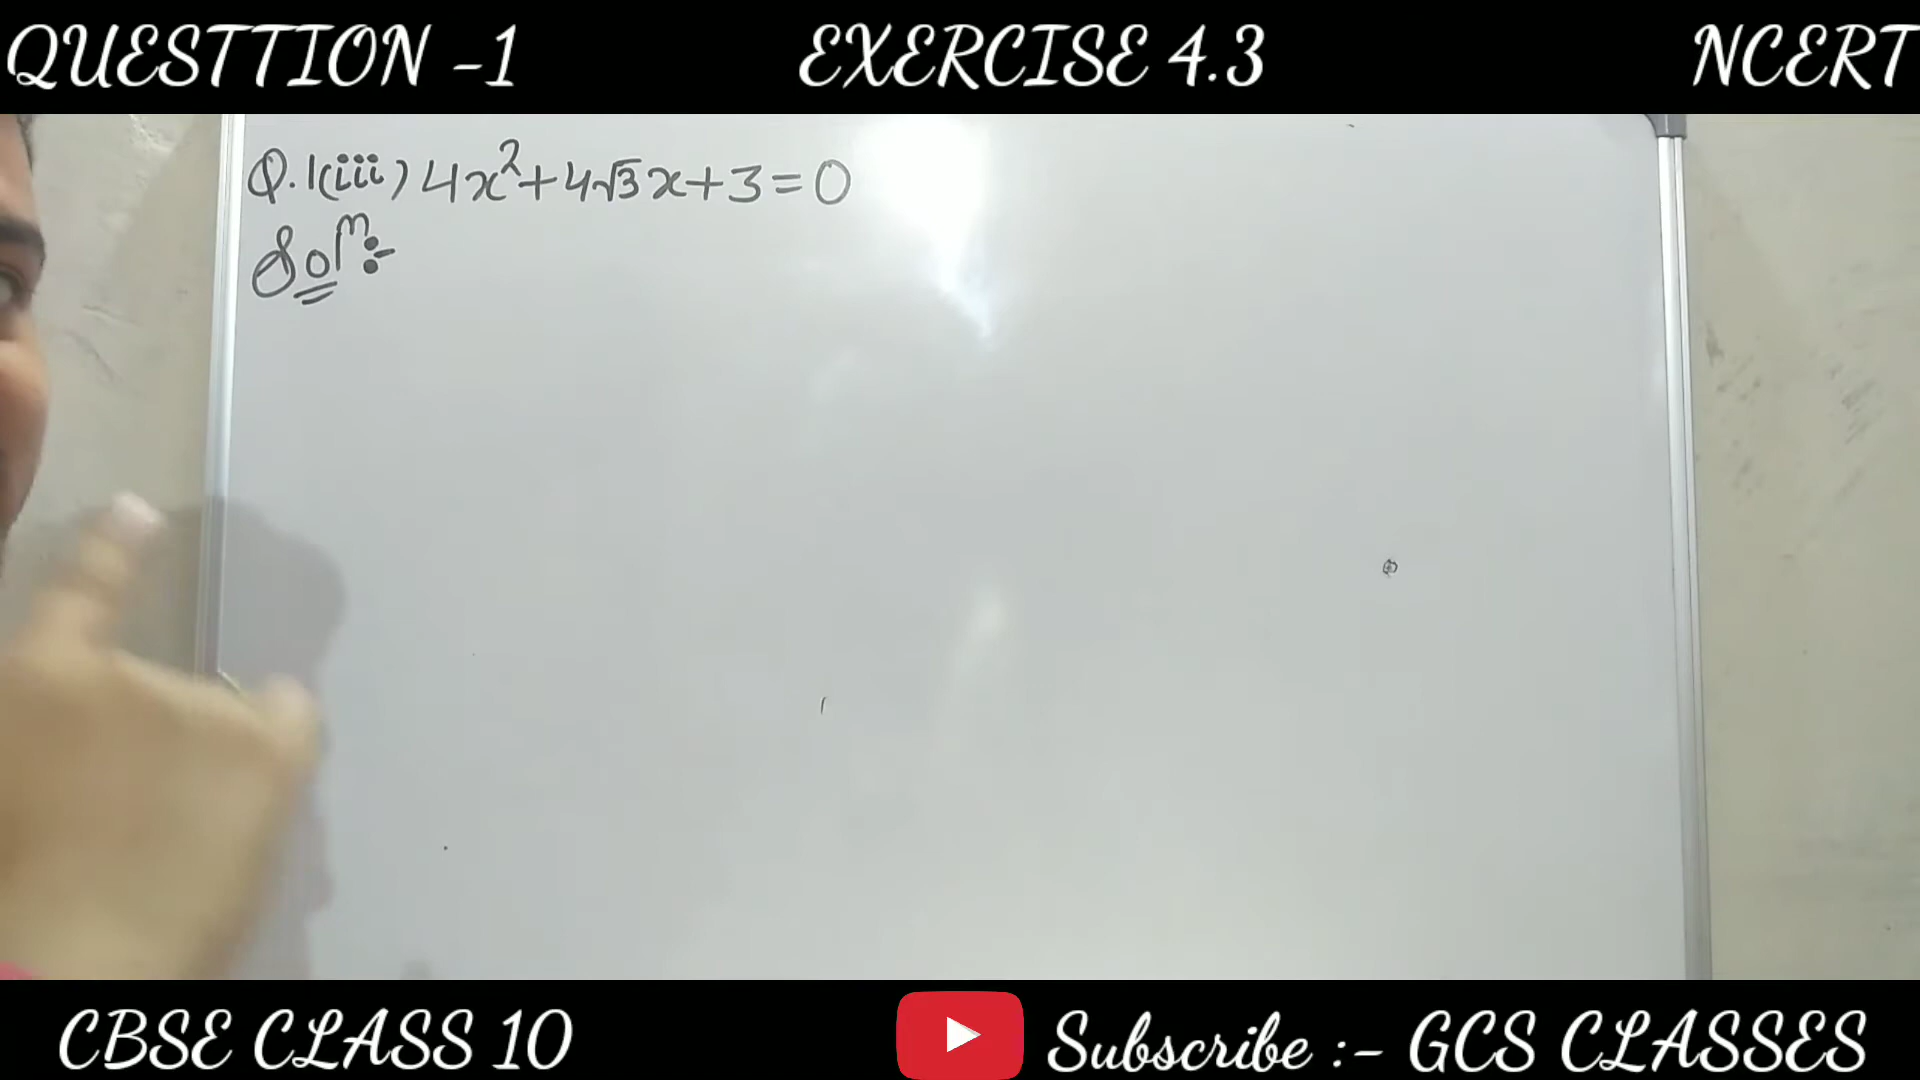 QUESTTION -1 EXERCISE 4.3 NCERT
Q.1(iii) 4x²+4√3x+3=0
Solⁿ:-
CBSE CLASS 10 Subscribe :- GCS CLASSES